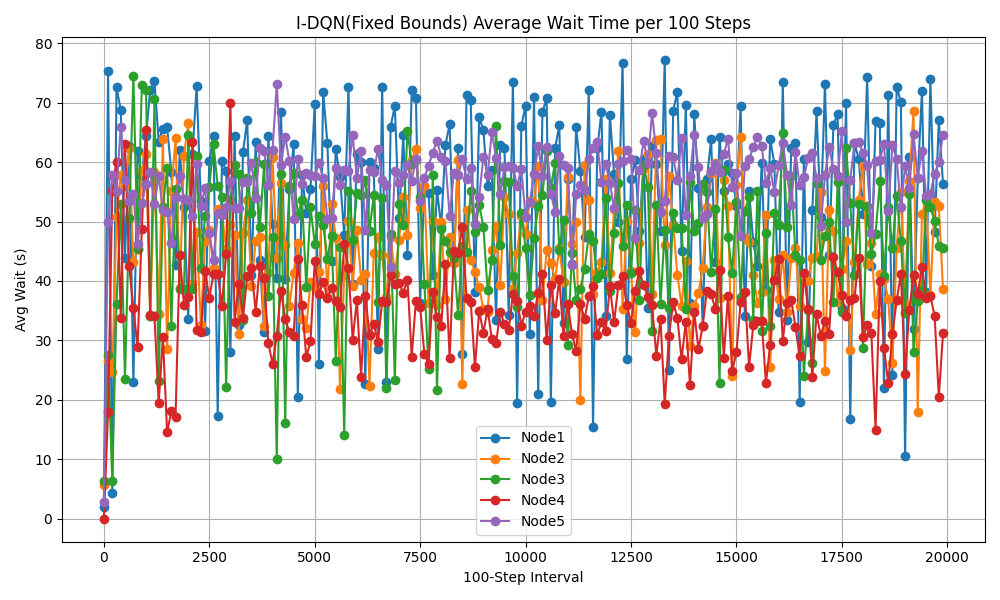 I-DQN(Fixed Bounds) Average Wait Time per 100 Steps
80
70
60
50
40
30
20
10
0
Avg Wait (s)
Node1
Node2
Node3
Node4
Node5
0 2500 5000 7500 10000 12500 15000 17500 20000
100-Step Interval